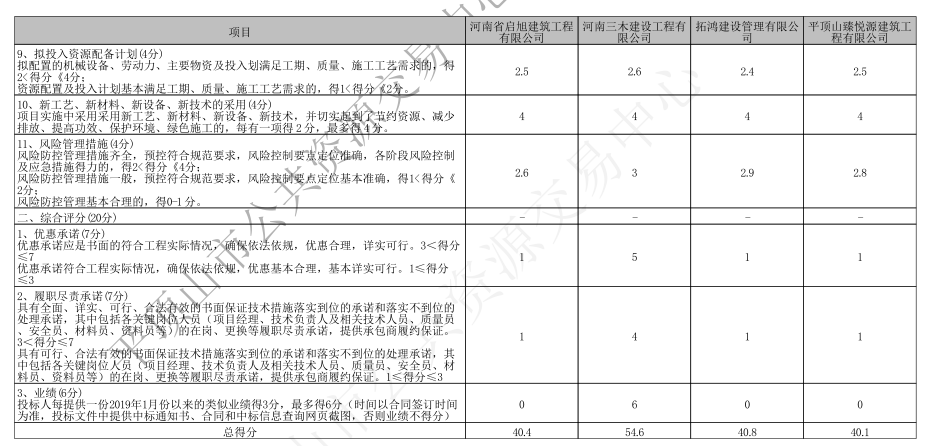 项目 河南省启旭建筑工程有限公司 河南三木建设工程有限公司 拓鸿建设管理有限公司 平顶山臻悦源建筑工程有限公司
9、拟投入资源配备计划(4分)
拟配置的机械设备、劳动力、主要物资及投入划满足工期、质量、施工工艺需求的，得
2<得分《4分；
资源配置及投入计划基本满足工期、质量、施工工艺需求的，得1<得分《2分。
2.5 2.6 2.4 2.5
10、新工艺、新材料、新设备、新技术的采用(4分)
项目实施中采用采用新工艺、新材料、新设备、新技术，并切实起到了节约资源、减少
排放、提高功效、保护环境、绿色施工的，每有一项得2分，最多得4分。
4 4 4 4
11、风险管理措施(4分)
风险防控管理措施齐全，预控符合规范要求，风险控制要点定位准确，各阶段风险控制
及应急措施得力的，得2<得分《4分；
风险防控管理措施一般，预控符合规范要求，风险控制要点定位基本准确，得1<得分《
2分；
风险防控管理基本合理的，得0-1分。
2.6 3 2.9 2.8
二、综合评分(20分) – – – –
1、优惠承诺(7分)
优惠承诺应是书面的符合工程实际情况，确保依法依规，优惠合理，详实可行。3<得分
≤7
优惠承诺符合工程实际情况，确保依法依规，优惠基本合理，基本详实可行。1≤得分
≤3
1 5 1 1
2、履职尽责承诺(7分)
具有全面、详实、可行、合法有效的书面保证技术措施落实到位的承诺和落实不到位的
处理承诺，其中包括各关键岗位人员（项目经理、技术负责人及相关技术人员、质量员
、安全员、材料员、资料员等）的在岗、更换等履职尽责承诺，提供承包商履约保证。
3<得分≤7
具有可行、合法有效的书面保证技术措施落实到位的承诺和落实不到位的处理承诺，其
中包括各关键岗位人员（项目经理、技术负责人及相关技术人员、质量员、安全员、材
料员、资料员等）的在岗、更换等履职尽责承诺，提供承包商履约保证。1≤得分≤3
1 4 1 1
3、业绩(6分)
投标人每提供一份2019年1月份以来的类似业绩得3分，最多得6分（时间以合同签订时间
为准，投标文件中提供中标通知书、合同和中标信息查询网页截图，否则业绩不得分）
0 6 0 0
总得分 40.4 54.6 40.8 40.1
平顶山市公共资源交易中心